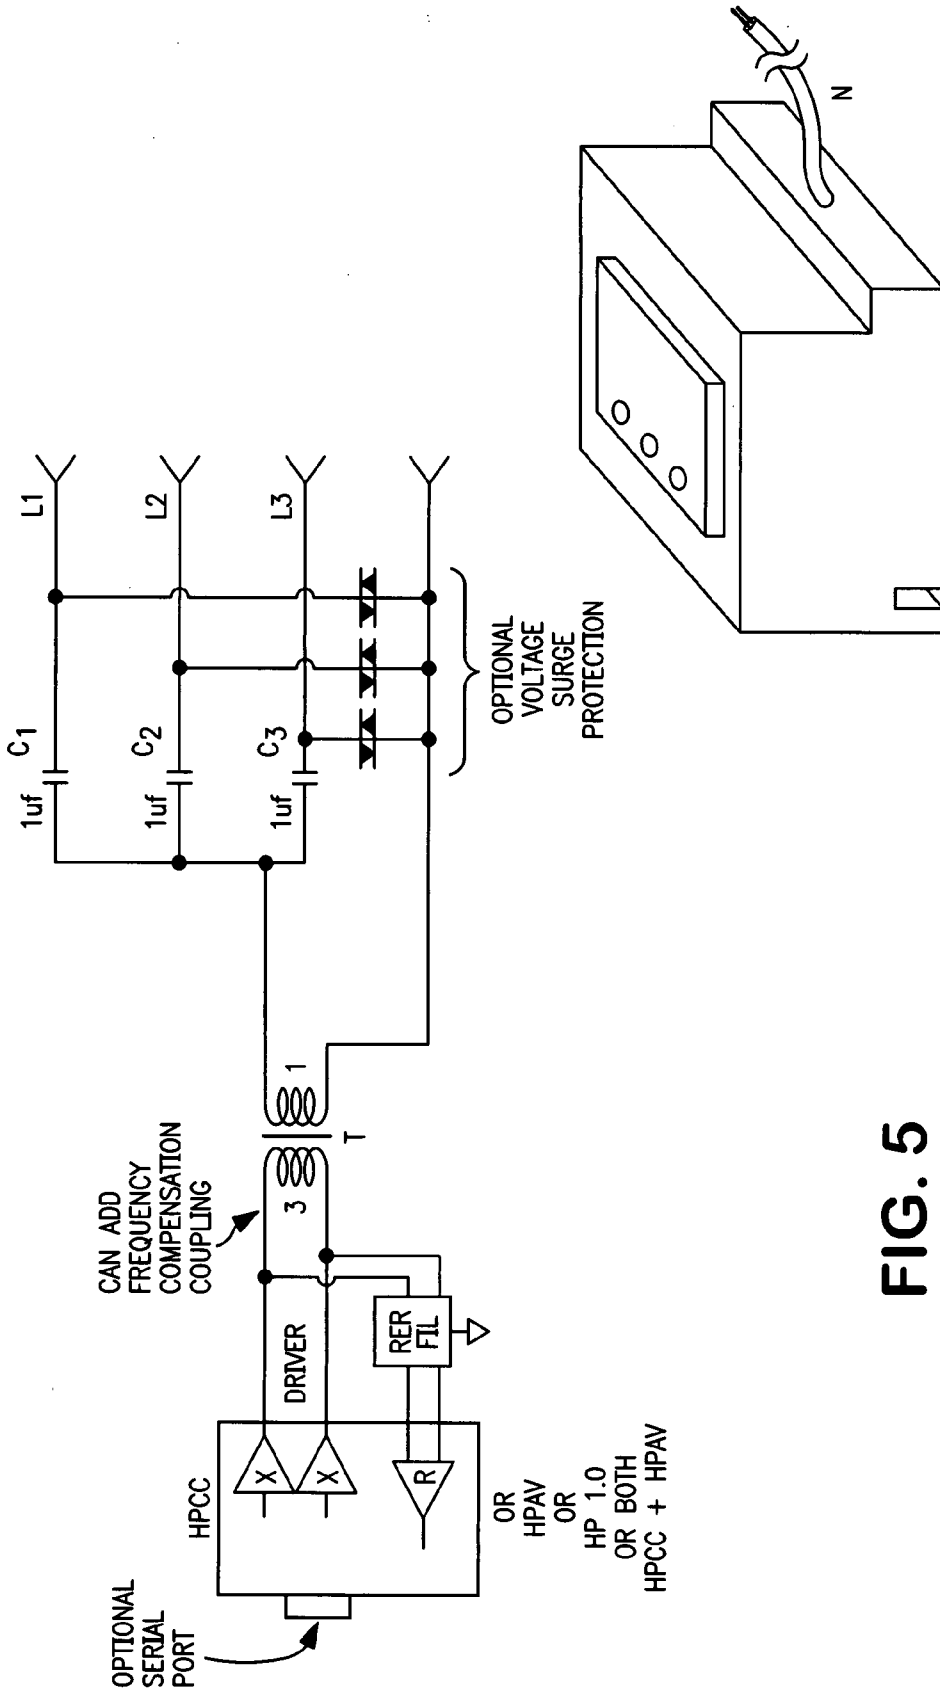 OPTIONAL
SERIAL
PORT
HPCC
X
X
R
OR
HPAV
OR
HP 1.0
OR BOTH
HPCC + HPAV
DRIVER
RER
FIL
CAN ADD
FREQUENCY
COMPENSATION
COUPLING
3
T
1
1uf
C1
1uf
C2
1uf
C3
L1
L2
L3
OPTIONAL
VOLTAGE
SURGE
PROTECTION
N
FIG. 5